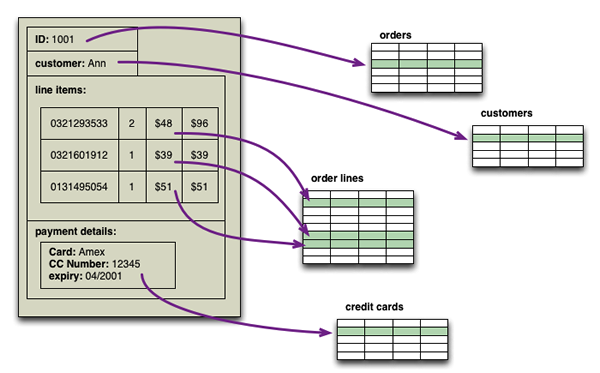 ID: 1001
customer: Ann
line items:
0321293533 2 $48 $96
0321601912 1 $39 $39
0131495054 1 $51 $51
payment details:
Card: Amex
CC Number: 12345
expiry: 04/2001
orders
customers
order lines
credit cards